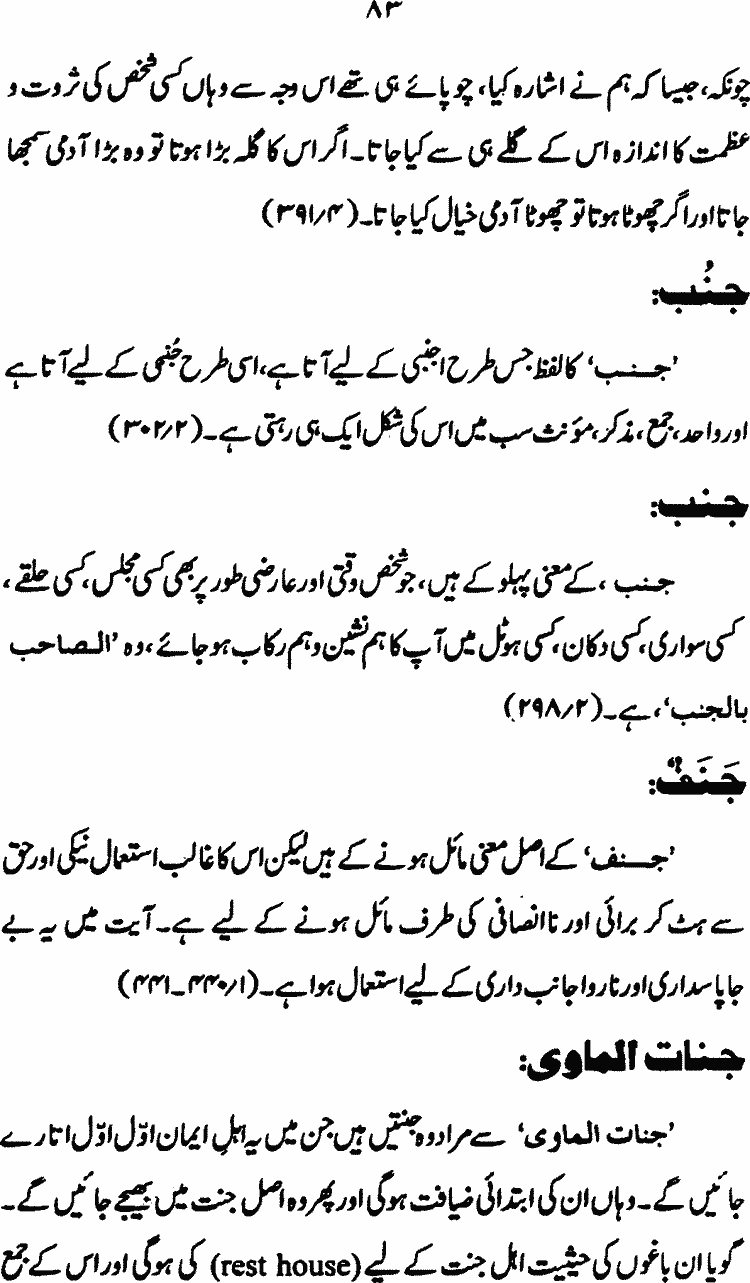 ۸۳
چونکہ، جیسا کہ ہم نے اشارہ کیا، چوپائے ہی تھے اس وجہ سے وہاں کسی شخص کی ثروت و
عظمت کا اندازہ اس کے گلے ہی سے کیا جاتا۔ اگر اس کا گلہ بڑا ہوتا تو وہ بڑا آدمی سمجھا
جاتا اور اگر چھوٹا ہوتا تو چھوٹا آدمی خیال کیا جاتا۔ (۳۹۱/۴)
جنُب:
’جنب‘ کا لفظ جس طرح اجنبی کے لیے آتا ہے، اسی طرح جُنبی کے لیے آتا ہے
اور واحد، جمع، مذکر، مؤنث سب میں اس کی شکل ایک ہی رہتی ہے۔ (۳۰۲/۲)
جنب:
جنب، کے معنی پہلو کے ہیں، جو شخص وقتی اور عارضی طور پر بھی کسی مجلس، کسی حلقے،
کسی سواری، کسی دکان، کسی ہوٹل میں آپ کا ہم نشین و ہم رکاب ہو جائے، وہ ’الصاحب
بالجنب‘، ہے۔ (۲۹۸/۲)
جَنَفٌ:
’جنف‘ کے اصل معنی مائل ہونے کے ہیں لیکن اس کا غالب استعمال نیکی اور حق
سے ہٹ کر برائی اور ناانصافی کی طرف مائل ہونے کے لیے ہے۔ آیت میں یہ بے
جا پاسداری اور ناروا جانب داری کے لیے استعمال ہوا ہے۔ (۴۴۰/۱۔۴۴۱)
جنات الماوی:
’جنات الماوی‘ سے مراد وہ جنتیں ہیں جن میں یہ اہلِ ایمان اوّل اوّل اتارے
جائیں گے۔ وہاں ان کی ابتدائی ضیافت ہوگی اور پھر وہ اصل جنت میں بھیجے جائیں گے۔
گویا ان باغوں کی حیثیت اہل جنت کے لیے (rest house) کی ہوگی اور اس کے جمع